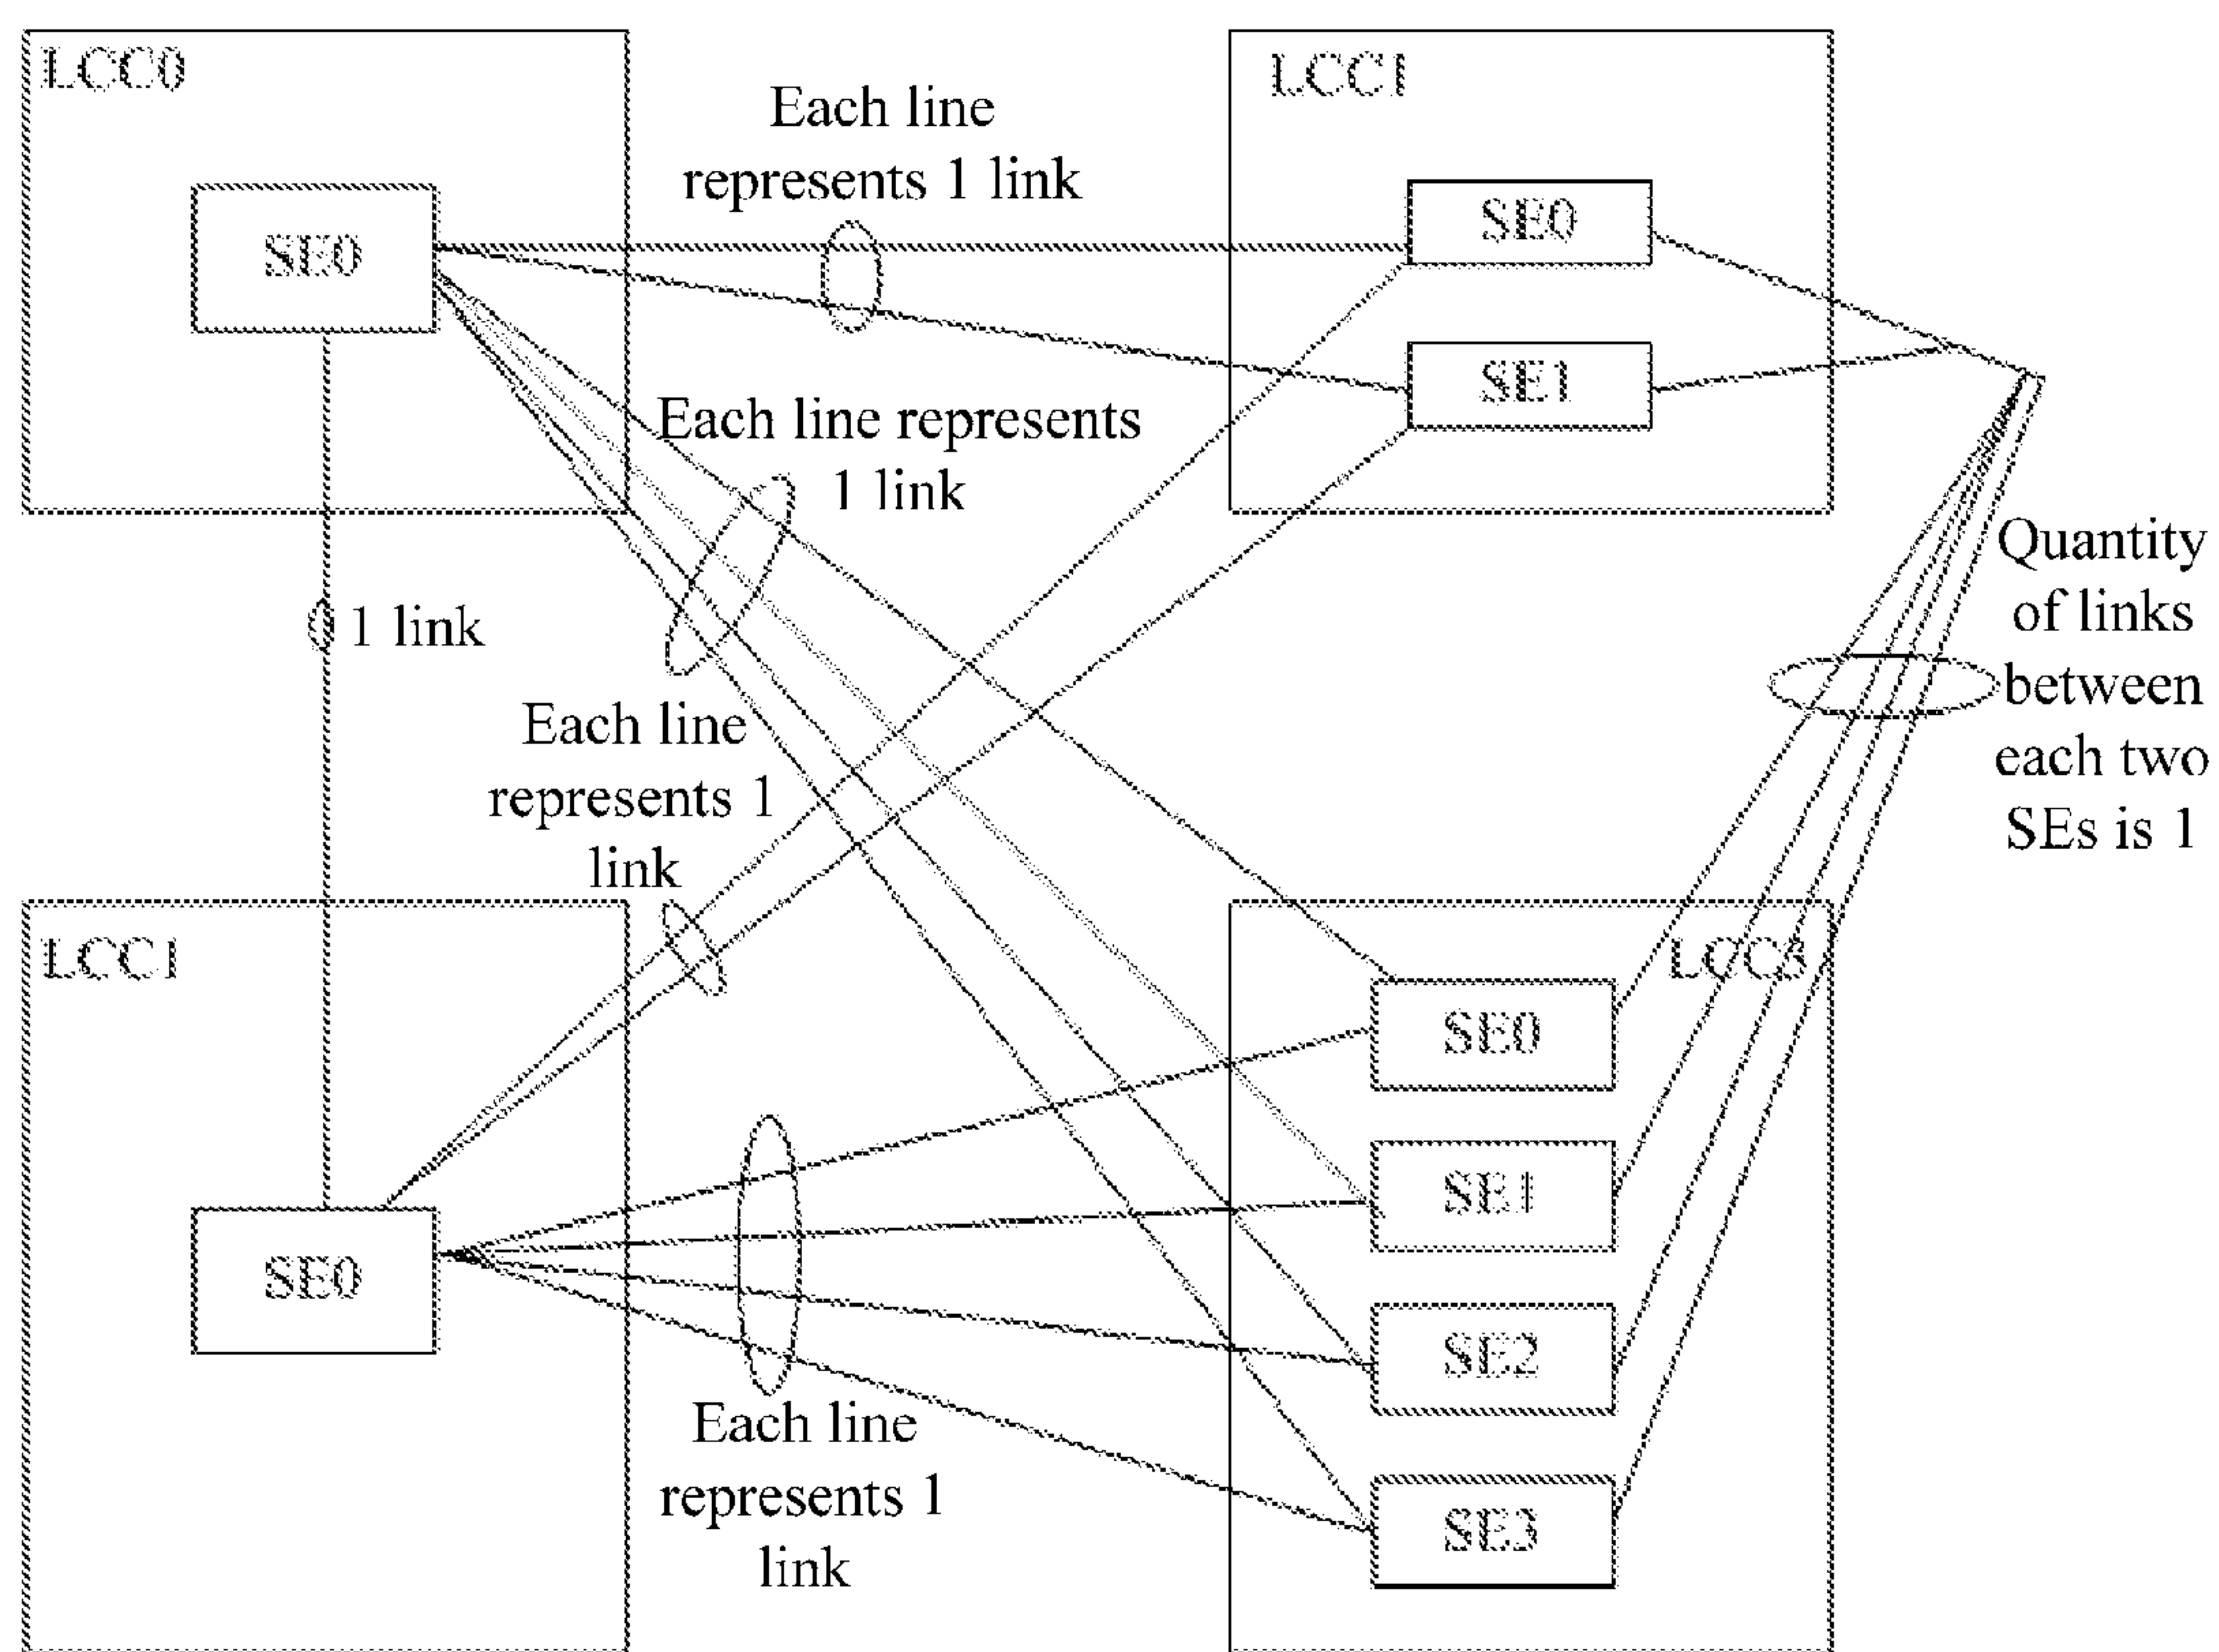 LCC0
SE0
Each line
represents 1 link
LCC1
SE0
SE1
Each line represents
1 link
1 link
Quantity
of links
between
each two
SEs is 1
Each line
represents 1
link
LCC1
SE0
LCC3
SE0
SE1
SE2
SE3
Each line
represents 1
link